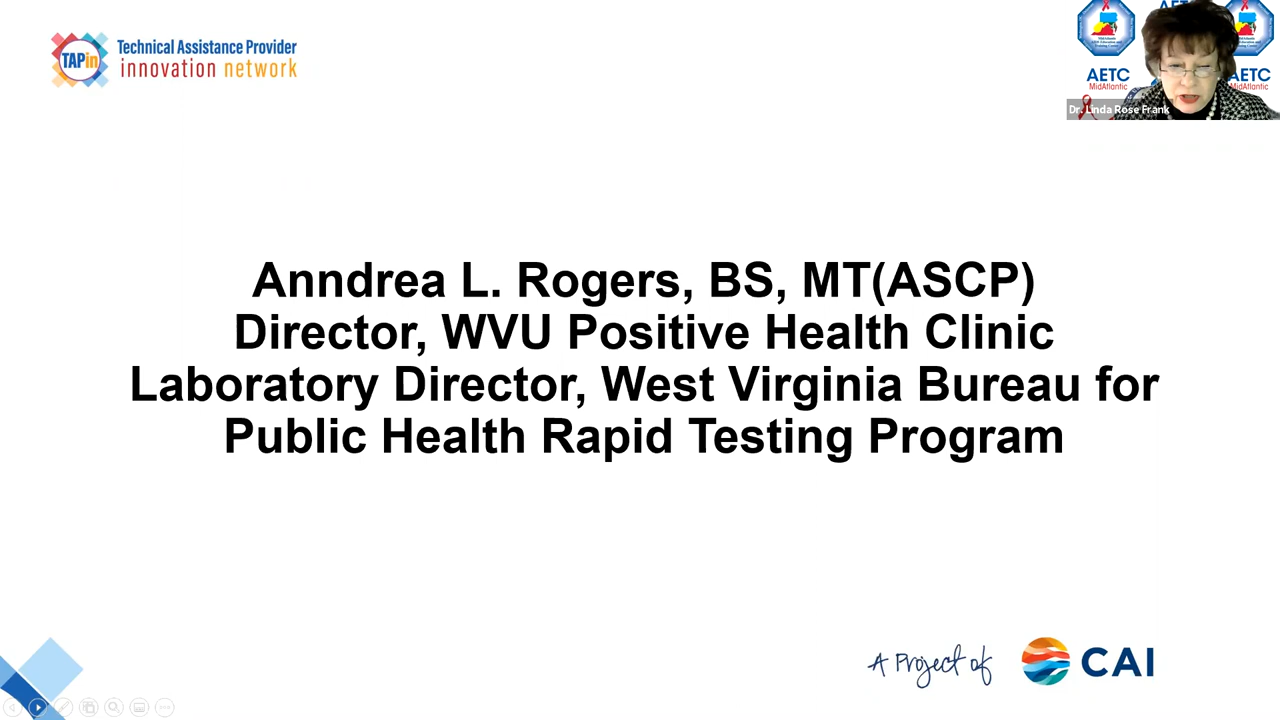 TAPin
Technical Assistance Provider
innovation network
AETC
MidAtlantic
AETC
MidAtlantic
Dr. Linda Rose Frank
Anndrea L. Rogers, BS, MT(ASCP)
Director, WVU Positive Health Clinic
Laboratory Director, West Virginia Bureau for
Public Health Rapid Testing Program
A Project of
CAI